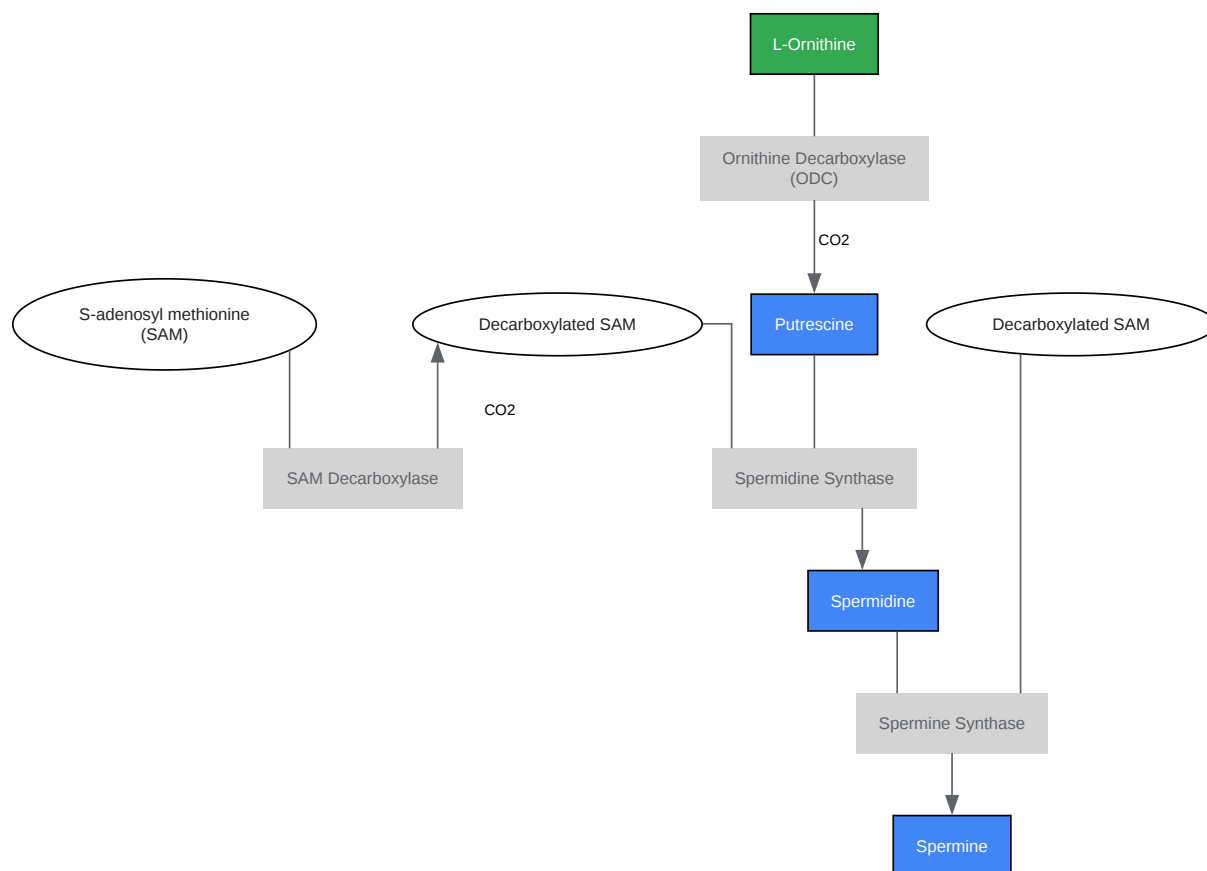 L-Ornithine
Ornithine Decarboxylase
(ODC)
CO2
S-adenosyl methionine
(SAM)
Decarboxylated SAM
Putrescine
Decarboxylated SAM
CO2
SAM Decarboxylase
Spermidine Synthase
Spermidine
Spermine Synthase
Spermine